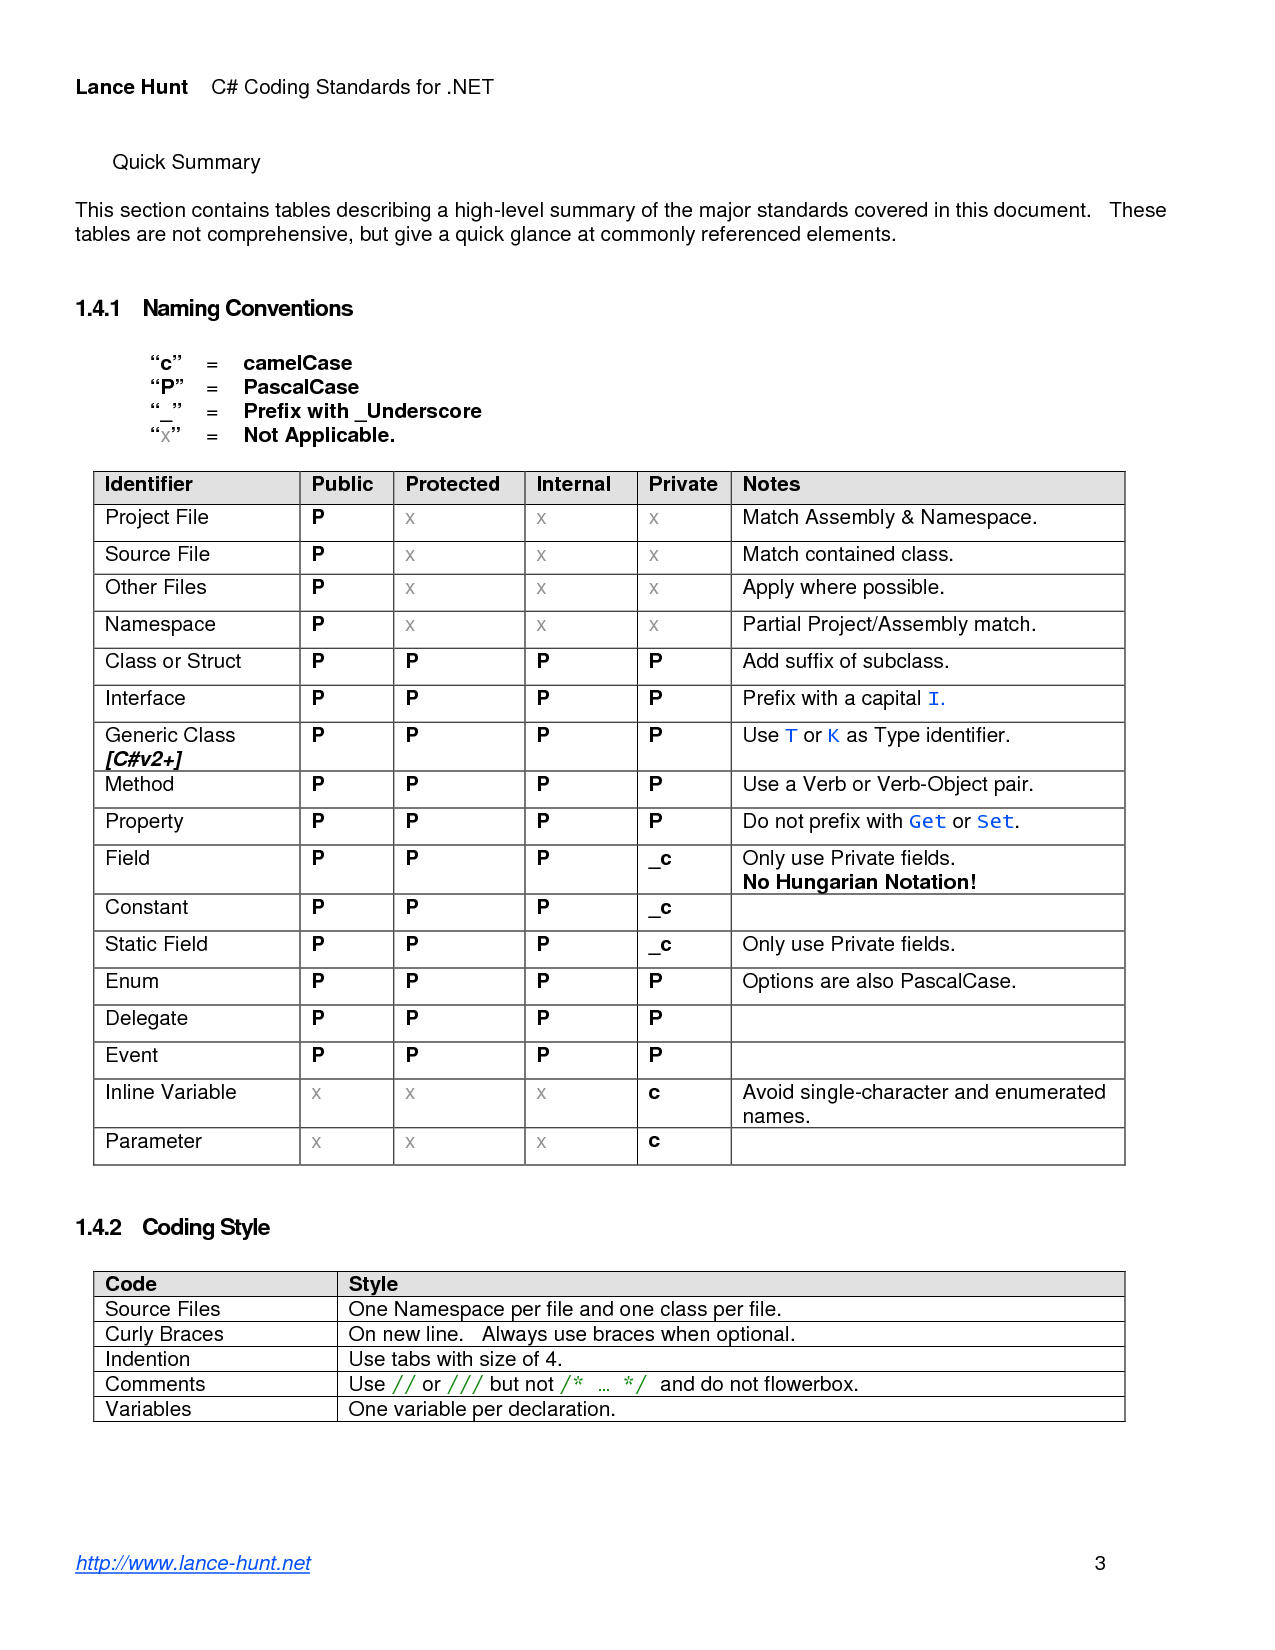 Lance Hunt C# Coding Standards for .NET
Quick Summary
This section contains tables describing a high-level summary of the major standards covered in this document. These
tables are not comprehensive, but give a quick glance at commonly referenced elements.
1.4.1 Naming Conventions
“c” = camelCase
“P” = PascalCase
“_” = Prefix with _Underscore
“x” = Not Applicable.
Identifier Public Protected Internal Private Notes
Project File P x x x Match Assembly & Namespace.
Source File P x x x Match contained class.
Other Files P x x x Apply where possible.
Namespace P x x x Partial Project/Assembly match.
Class or Struct P P P P Add suffix of subclass.
Interface P P P P Prefix with a capital I.
Generic Class P P P P Use T or K as Type identifier.
[C#v2+]
Method P P P P Use a Verb or Verb-Object pair.
Property P P P P Do not prefix with Get or Set.
Field P P P _c Only use Private fields.
No Hungarian Notation!
Constant P P P _c
Static Field P P P _c Only use Private fields.
Enum P P P P Options are also PascalCase.
Delegate P P P P
Event P P P P
Inline Variable x x x c Avoid single-character and enumerated
names.
Parameter x x x c
1.4.2 Coding Style
Code Style
Source Files One Namespace per file and one class per file.
Curly Braces On new line. Always use braces when optional.
Indention Use tabs with size of 4.
Comments Use // or /// but not /* … */ and do not flowerbox.
Variables One variable per declaration.
http://www.lance-hunt.net 3